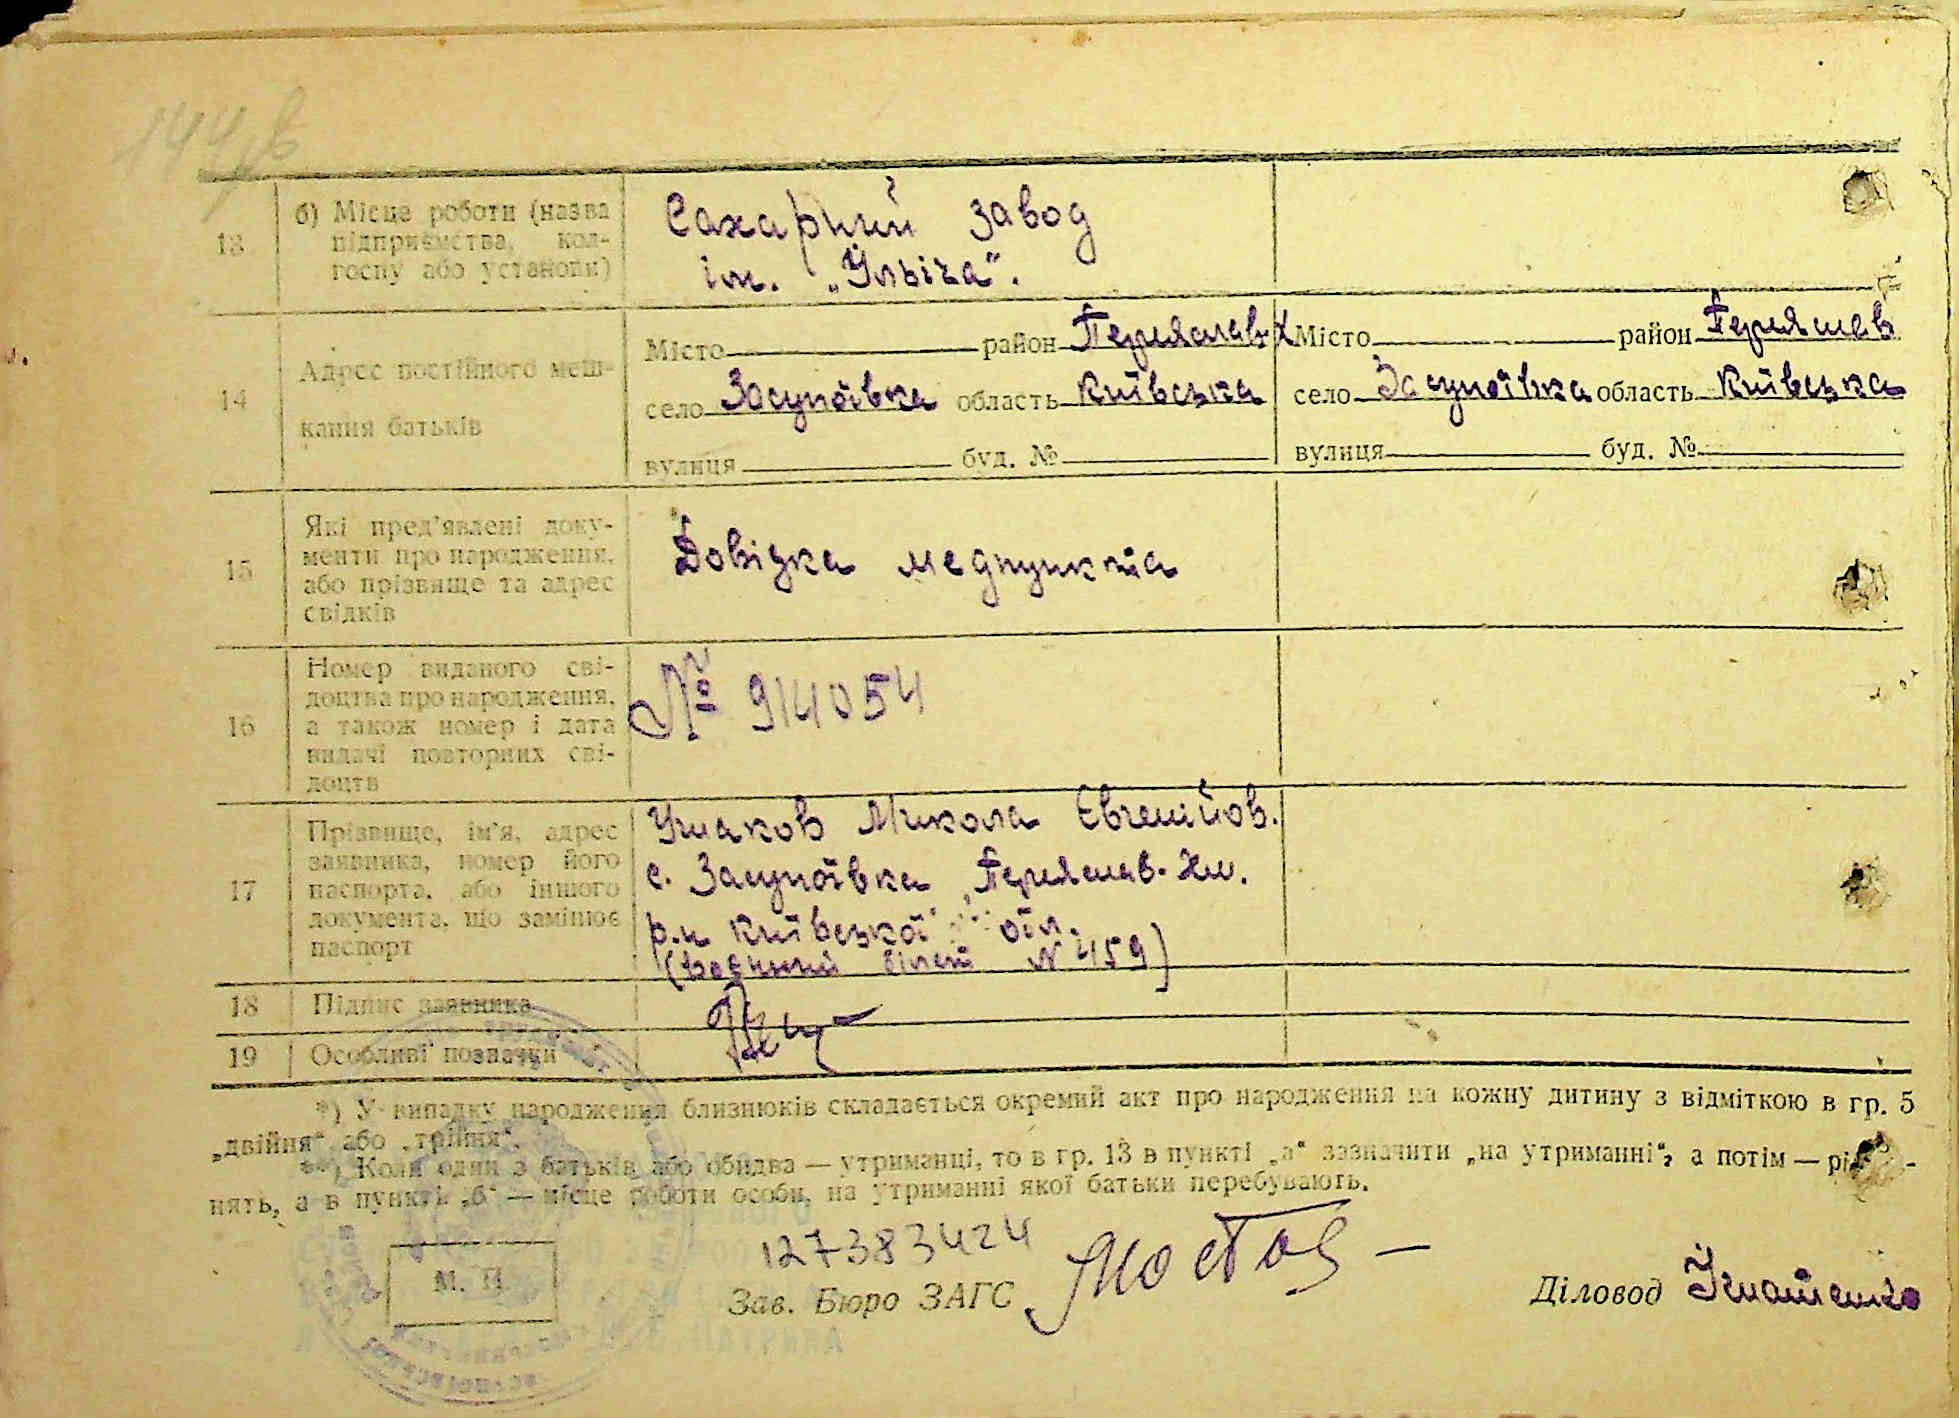 13
б) Місце роботи (назва
підприємства, кол-
госпу або установи)
Сахарний завод
ім. „Ілліча“.
14
Адрес постійного меш-
кання батьків
Місто район Переяслав-Х
село Засупоївка область Київська
вулиця буд. №
Місто район Переяслав
село Засупоївка область Київська
вулиця буд. №
15
Які пред'явлені доку-
менти про народження,
або прізвище та адрес
свідків
Довідка медпункта
16
Номер виданого сві-
доцтва про народження,
а також номер і дата
видачі повторних сві-
доцтв
№ 914054
17
Прізвище, ім'я, адрес
заявника, номер його
паспорта, або іншого
документа, що замінює
паспорт
Ушаков Микола Євгенійов.
с. Засупоївка Переяслав. Хм.
р.н Київської обл.
(воєнний білет N 459)
18
Підпис заявника
19
Особливі позначки
*) У випадку народження близнюків складається окремий акт про народження на кожну дитину з відміткою в гр. 5
„двійня“ або „трійня“.
**) Коли один з батьків або обидва — утриманці, то в гр. 13 в пункті „а“ зазначити „на утриманні“, а потім —
нять, а в пункті „б“ — місце роботи особи, на утриманні якої батьки перебувають.
127383424
М. П.
Зав. Бюро ЗАГС
Діловод Ігнатенко